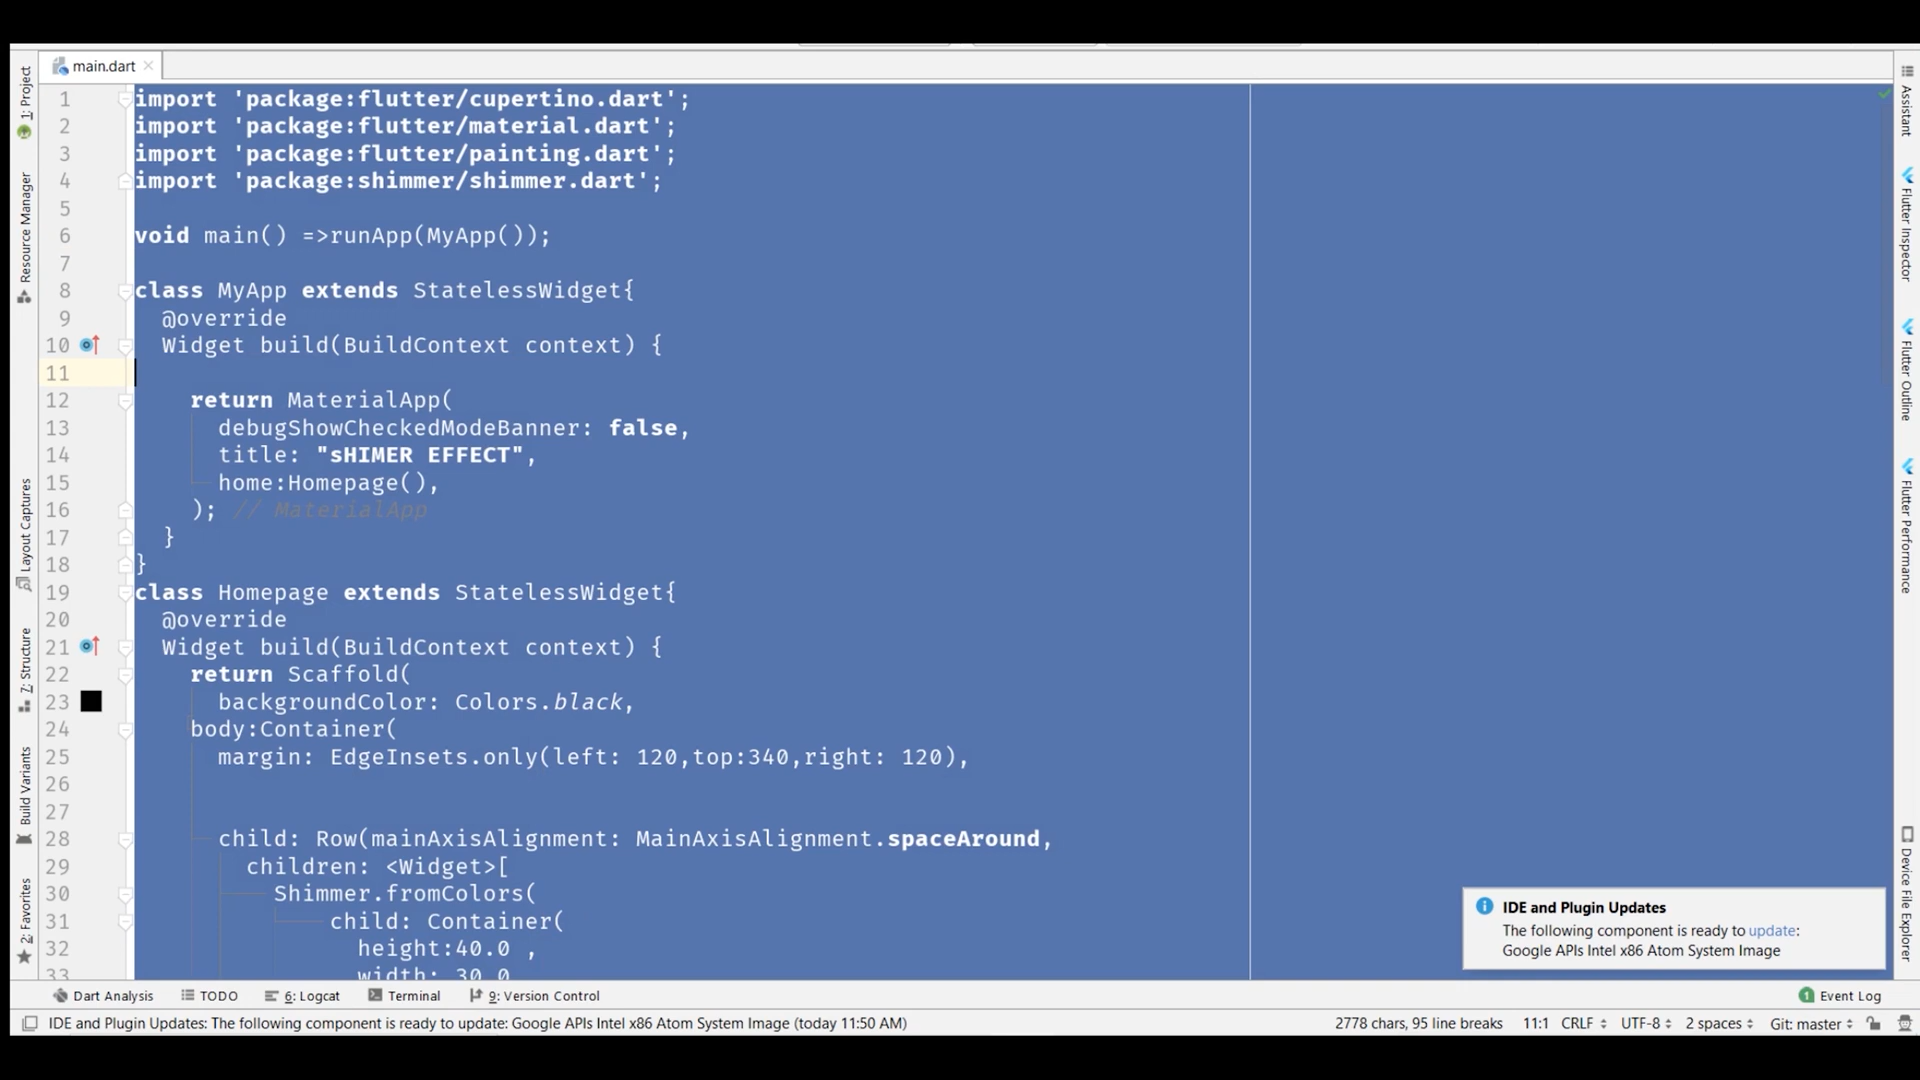 main.dart
1: Project
Resource Manager
Layout Captures
7: Structure
Build Variants
2: Favorites
1 import 'package:flutter/cupertino.dart';
2 import 'package:flutter/material.dart';
3 import 'package:flutter/painting.dart';
4 import 'package:shimmer/shimmer.dart';
5
6 void main() =>runApp(MyApp());
7
8 class MyApp extends StatelessWidget{
9 @override
10 Widget build(BuildContext context) {
11
12 return MaterialApp(
13 debugShowCheckedModeBanner: false,
14 title: "sHIMER EFFECT",
15 home:Homepage(),
16 ); // MaterialApp
17 }
18 }
19 class Homepage extends StatelessWidget{
20 @override
21 Widget build(BuildContext context) {
22 return Scaffold(
23 backgroundColor: Colors.black,
24 body:Container(
25 margin: EdgeInsets.only(left: 120,top:340,right: 120),
26
27
28 child: Row(mainAxisAlignment: MainAxisAlignment.spaceAround,
29 children: <Widget>[
30 Shimmer.fromColors(
31 child: Container(
32 height:40.0 ,
33 width: 30.0
Assistant
Flutter Inspector
Flutter Outline
Flutter Performance
Device File Explorer
IDE and Plugin Updates
The following component is ready to update:
Google APIs Intel x86 Atom System Image
Dart Analysis TODO 6: Logcat Terminal 9: Version Control 1 Event Log
IDE and Plugin Updates: The following component is ready to update: Google APIs Intel x86 Atom System Image (today 11:50 AM) 2778 chars, 95 line breaks 11:1 CRLF UTF-8 2 spaces Git: master